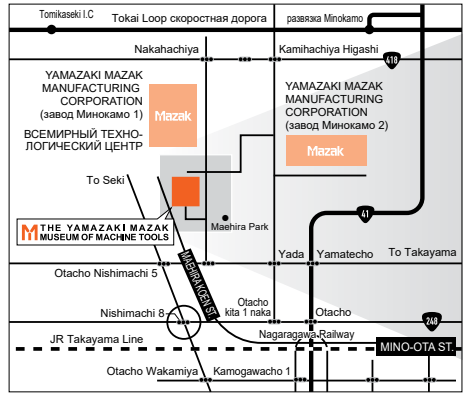 Tomikaseki I.C
Tokai Loop скоростная дорога
развязка Minokamo
Nakahachiya
Kamihachiya Higashi
418
YAMAZAKI MAZAK
MANUFACTURING
CORPORATION
(завод Минокамо 1)
ВСЕМИРНЫЙ ТЕХНО-
ЛОГИЧЕСКИЙ ЦЕНТР
Mazak
YAMAZAKI MAZAK
MANUFACTURING
CORPORATION
(завод Минокамо 2)
Mazak
To Seki
THE YAMAZAKI MAZAK
MUSEUM OF MACHINE TOOLS
Maehira Park
41
MAEHIRA KOEN ST.
Yada
Yamatecho
To Takayama
Otacho Nishimachi 5
Nishimachi 8
Otacho
kita 1 naka
Otacho
248
Nagaragawa Railway
JR Takayama Line
MINO-OTA ST.
Otacho Wakamiya
Kamogawacho 1